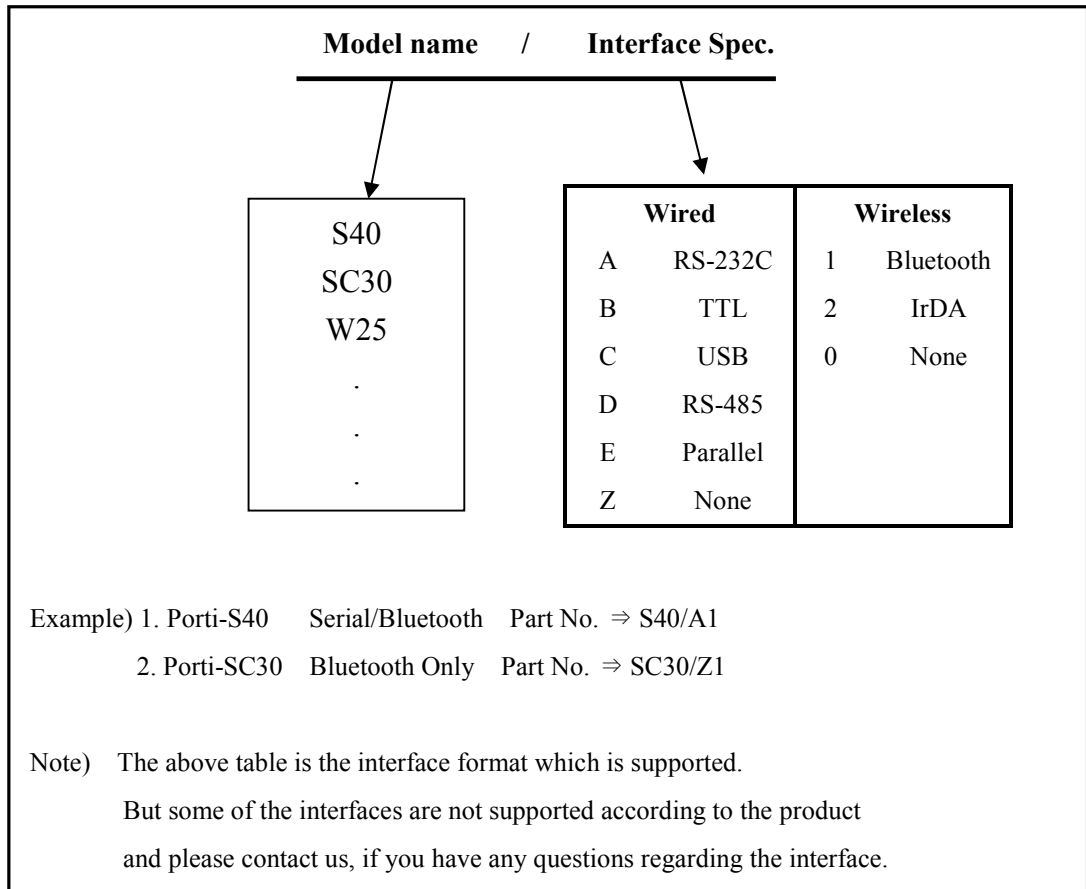 Model name / Interface Spec.
S40
SC30
W25
.
.
.
Wired Wireless
A RS-232C 1 Bluetooth
B TTL 2 IrDA
C USB 0 None
D RS-485
E Parallel
Z None
Example) 1. Porti-S40 Serial/Bluetooth Part No. ⇒ S40/A1
2. Porti-SC30 Bluetooth Only Part No. ⇒ SC30/Z1
Note) The above table is the interface format which is supported.
But some of the interfaces are not supported according to the product
and please contact us, if you have any questions regarding the interface.